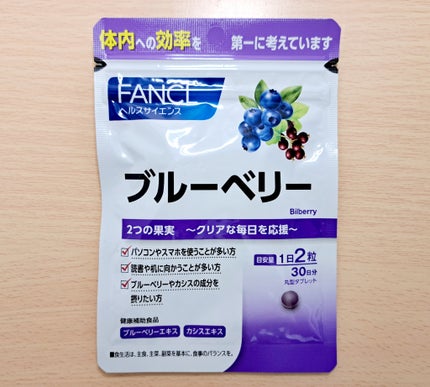 体内への効率を 第一に考えています
FANCL
ヘルスサイエンス
ブルーベリー
Bilberry
2つの果実 ～クリアな毎日を応援～
パソコンやスマホを使うことが多い方
読書や机に向かうことが多い方
ブルーベリーやカシスの成分を
摂りたい方
目安量 1日2粒
30日分
丸型タブレット
健康補助食品
ブルーベリーエキス カシスエキス
■食生活は、主食、主菜、副菜を基本に、食事のバランスを。